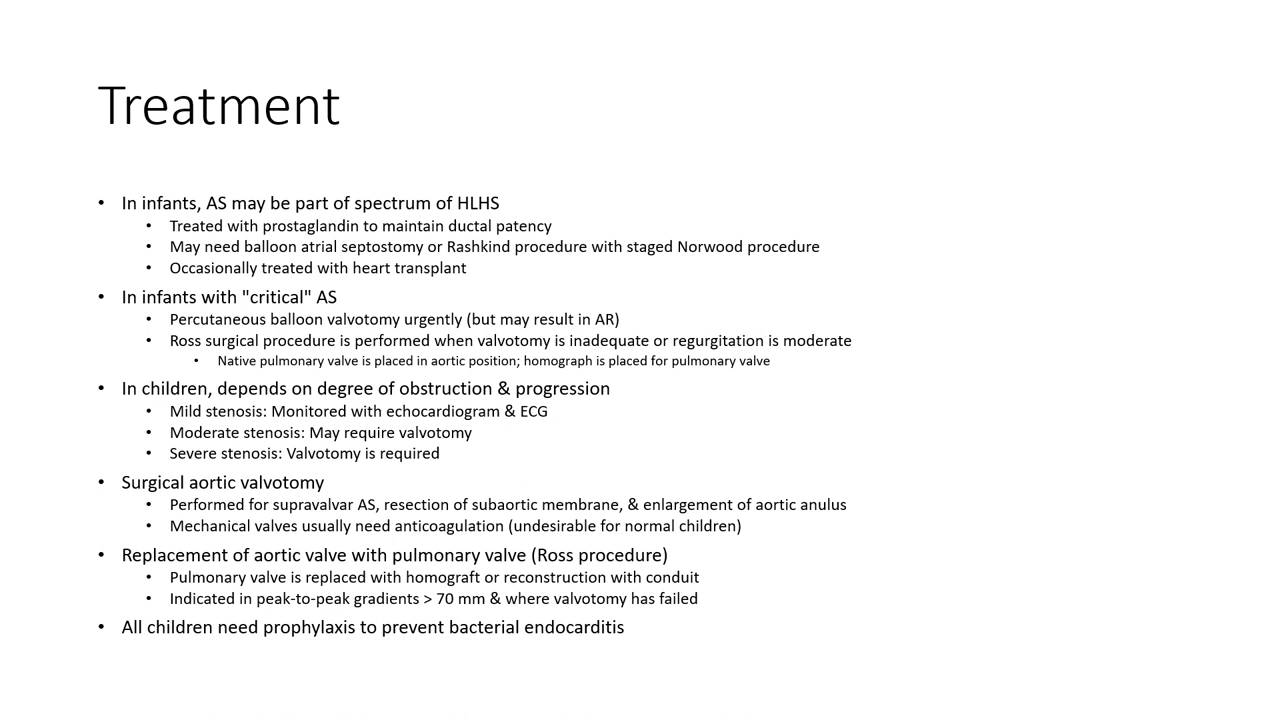 Treatment
• In infants, AS may be part of spectrum of HLHS
• Treated with prostaglandin to maintain ductal patency
• May need balloon atrial septostomy or Rashkind procedure with staged Norwood procedure
• Occasionally treated with heart transplant
• In infants with "critical" AS
• Percutaneous balloon valvotomy urgently (but may result in AR)
• Ross surgical procedure is performed when valvotomy is inadequate or regurgitation is moderate
• Native pulmonary valve is placed in aortic position; homograph is placed for pulmonary valve
• In children, depends on degree of obstruction & progression
• Mild stenosis: Monitored with echocardiogram & ECG
• Moderate stenosis: May require valvotomy
• Severe stenosis: Valvotomy is required
• Surgical aortic valvotomy
• Performed for supravalvar AS, resection of subaortic membrane, & enlargement of aortic anulus
• Mechanical valves usually need anticoagulation (undesirable for normal children)
• Replacement of aortic valve with pulmonary valve (Ross procedure)
• Pulmonary valve is replaced with homograft or reconstruction with conduit
• Indicated in peak-to-peak gradients > 70 mm & where valvotomy has failed
• All children need prophylaxis to prevent bacterial endocarditis